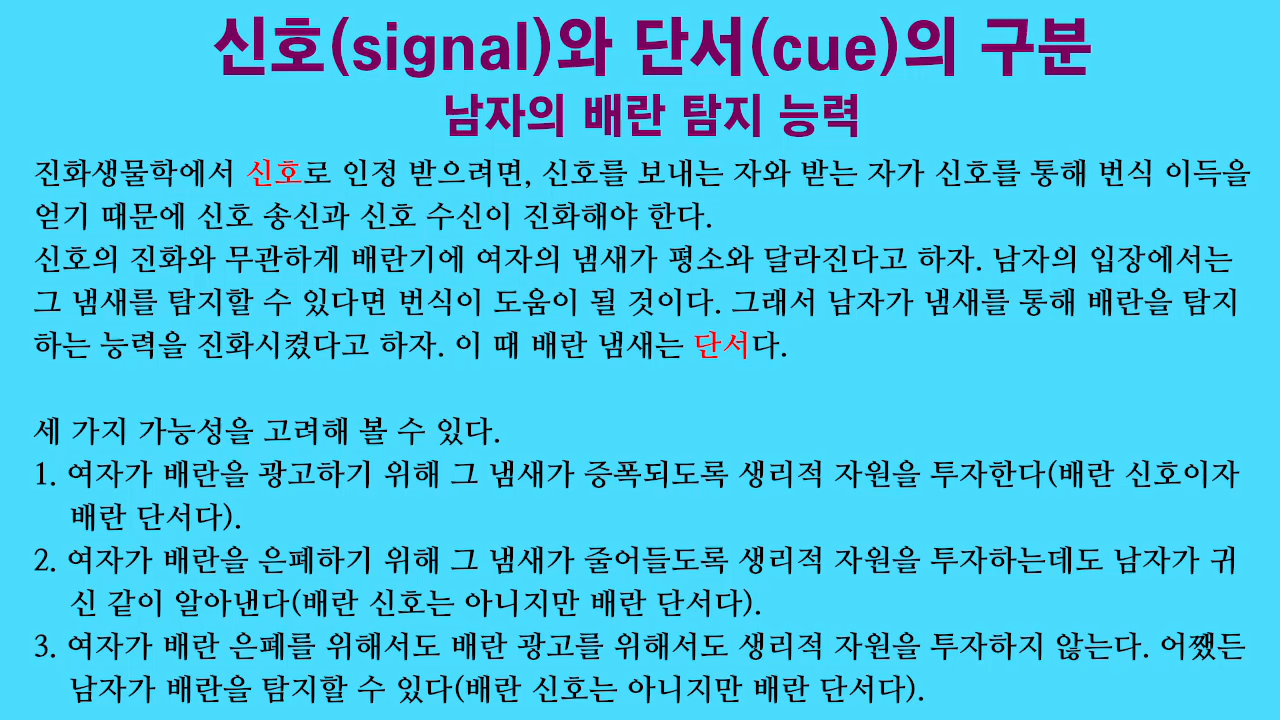 신호(signal)와 단서(cue)의 구분
남자의 배란 탐지 능력
진화생물학에서 신호로 인정 받으려면, 신호를 보내는 자와 받는 자가 신호를 통해 번식 이득을
얻기 때문에 신호 송신과 신호 수신이 진화해야 한다.
신호의 진화와 무관하게 배란기에 여자의 냄새가 평소와 달라진다고 하자. 남자의 입장에서는
그 냄새를 탐지할 수 있다면 번식이 도움이 될 것이다. 그래서 남자가 냄새를 통해 배란을 탐지
하는 능력을 진화시켰다고 하자. 이 때 배란 냄새는 단서다.
세 가지 가능성을 고려해 볼 수 있다.
1. 여자가 배란을 광고하기 위해 그 냄새가 증폭되도록 생리적 자원을 투자한다(배란 신호이자
배란 단서다).
2. 여자가 배란을 은폐하기 위해 그 냄새가 줄어들도록 생리적 자원을 투자하는데도 남자가 귀
신 같이 알아낸다(배란 신호는 아니지만 배란 단서다).
3. 여자가 배란 은폐를 위해서도 배란 광고를 위해서도 생리적 자원을 투자하지 않는다. 어쨌든
남자가 배란을 탐지할 수 있다(배란 신호는 아니지만 배란 단서다).